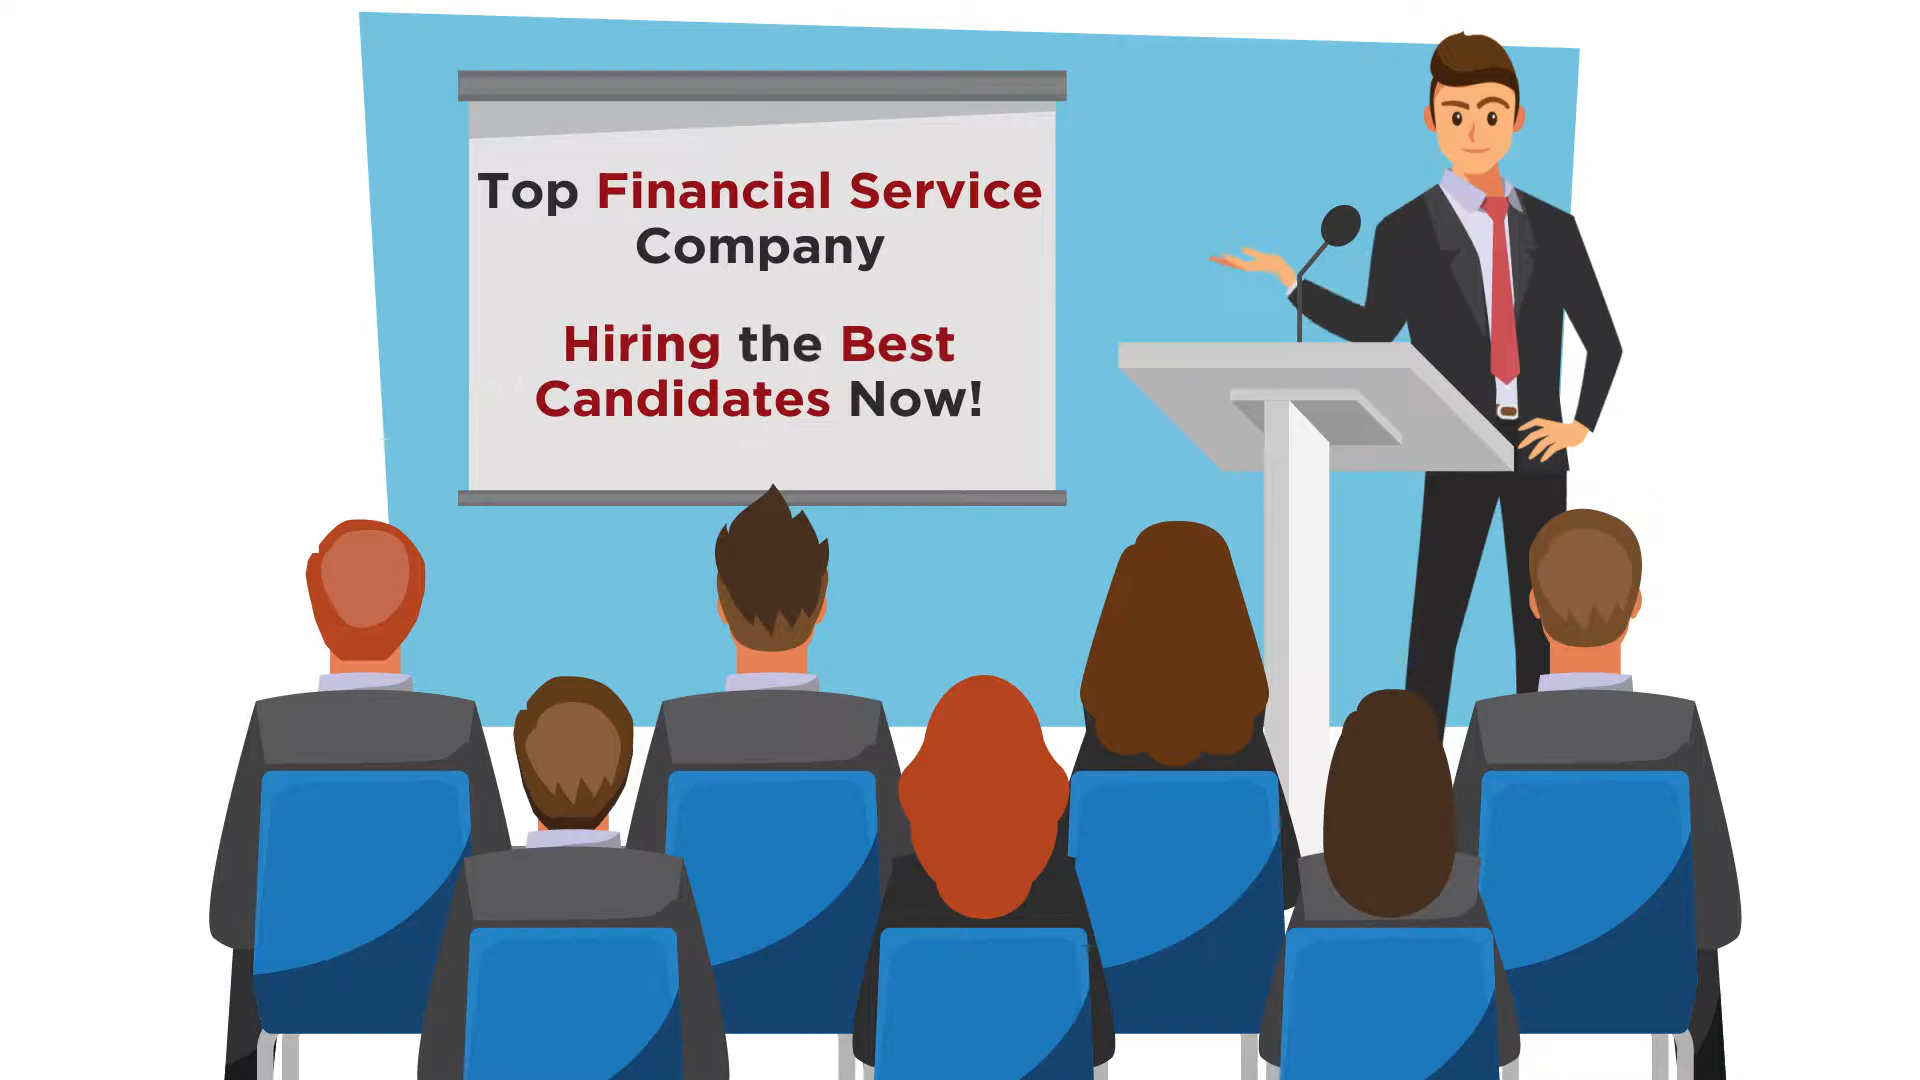 Top Financial Service
Company
Hiring the Best
Candidates Now!